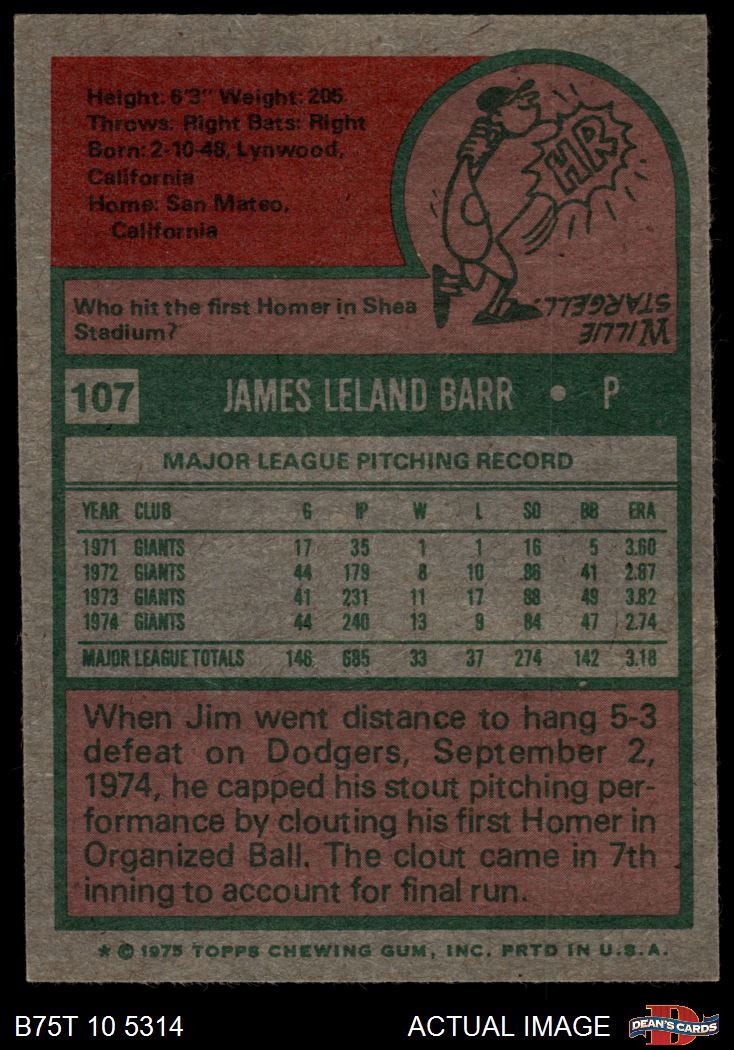 Height: 6'3" Weight: 205
Throws: Right Bats: Right
Born: 2-10-48, Lynwood,
California
Home: San Mateo,
California
HR
WILLIE
STARGELL.
Who hit the first Homer in Shea
Stadium?
107 JAMES LELAND BARR • P
MAJOR LEAGUE PITCHING RECORD
YEAR CLUB G IP W L SO BB ERA
1971 GIANTS 17 35 1 1 16 5 3.60
1972 GIANTS 44 179 8 10 86 41 2.87
1973 GIANTS 41 231 11 17 88 49 3.82
1974 GIANTS 44 240 13 9 84 47 2.74
MAJOR LEAGUE TOTALS 146 685 33 37 274 142 3.18
When Jim went distance to hang 5-3
defeat on Dodgers, September 2,
1974, he capped his stout pitching per-
formance by clouting his first Homer in
Organized Ball. The clout came in 7th
inning to account for final run.
* © 1975 TOPPS CHEWING GUM, INC. PRTD IN U.S.A.
B75T 10 5314 ACTUAL IMAGE DEAN'S CARDS